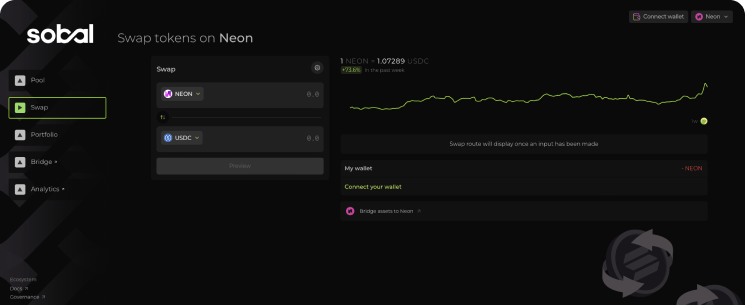 Connect wallet
Neon
sobal
Swap tokens on Neon
Pool
Swap
Portfolio
Bridge
Analytics
Swap
NEON
0.0
USDC
0.0
Preview
1 NEON = 1.07289 USDC
+73.6% In the past week
1w
Swap route will display once an input has been made
My wallet
- NEON
Connect your wallet
Bridge assets to Neon
Ecosystem
Docs
Governance